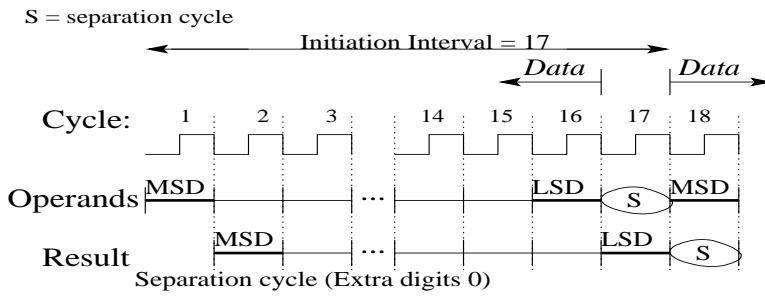 S = separation cycle
Initiation Interval = 17
Data Data
Cycle: 1 2 3 14 15 16 17 18
Operands MSD ... LSD S MSD
Result MSD ... LSD S
Separation cycle (Extra digits 0)